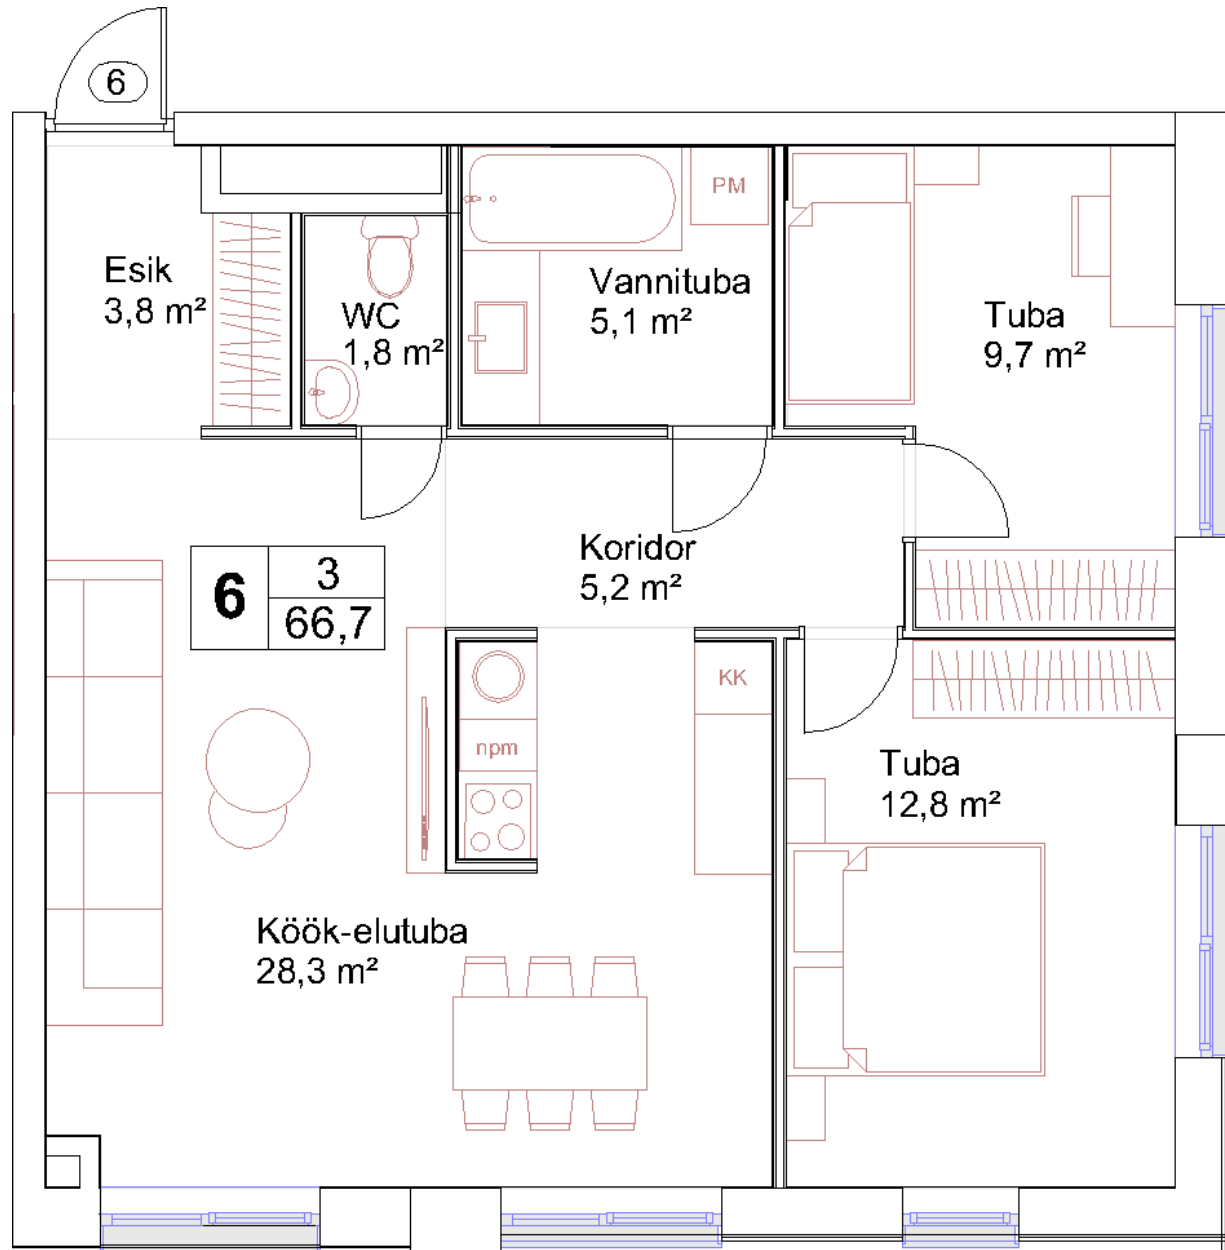 6
PM
Esik
3,8 m²
WC
1,8 m²
Vannituba
5,1 m²
Tuba
9,7 m²
Koridor
5,2 m²
6
3
66,7
KK
npm
Tuba
12,8 m²
Köök-elutuba
28,3 m²